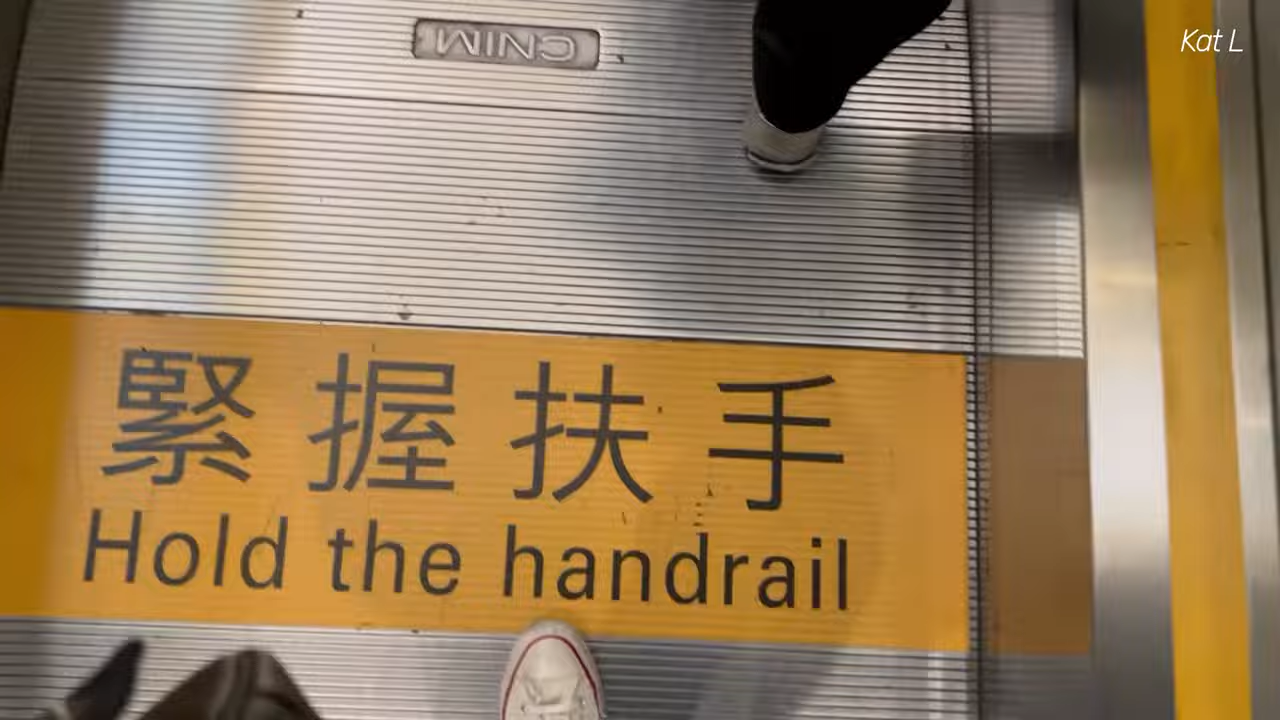 CNIM
Kat L
緊握扶手
Hold the handrail